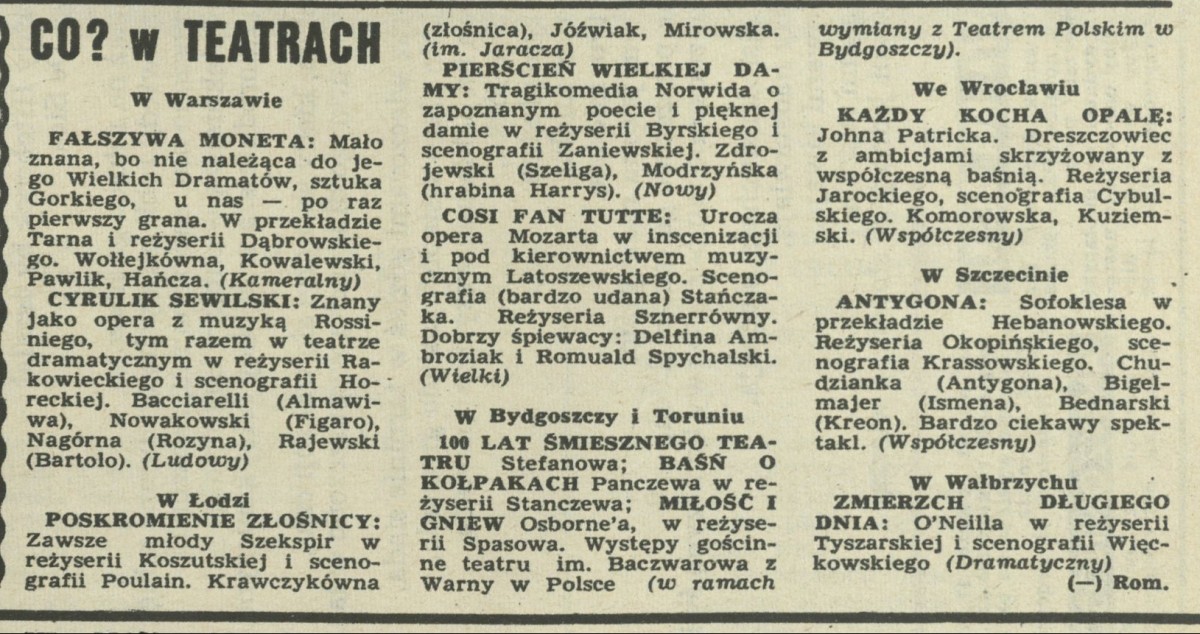 CO? w TEATRACH
W Warszawie
FAŁSZYWA MONETA: Mało
znana, bo nie należąca do je-
go Wielkich Dramatów, sztuka
Gorkiego, u nas — po raz
pierwszy grana. W przekładzie
Tarna i reżyserii Dąbrowskie-
go. Wołłejkówna, Kowalewski,
Pawlik, Hańcza. (Kameralny)
CYRULIK SEWILSKI: Znany
jako opera z muzyką Rossi-
niego, tym razem w teatrze
dramatycznym w reżyserii Ra-
kowieckiego i scenografii Ho-
reckiej. Bacciarelli (Almawi-
wa), Nowakowski (Figaro),
Nagórna (Rozyna), Rajewski
(Bartolo). (Ludowy)
W Łodzi
POSKROMIENIE ZŁOŚNICY:
Zawsze młody Szekspir w
reżyserii Koszutskiej i sceno-
grafii Poulain. Krawczykówna
(złośnica), Jóźwiak, Mirowska.
(im. Jaracza)
PIERŚCIEŃ WIELKIEJ DA-
MY: Tragikomedia Norwida o
zapoznanym poecie i pięknej
damie w reżyserii Byrskiego i
scenografii Zaniewskiej. Zdro-
jewski (Szeliga), Modrzyńska
(hrabina Harrys). (Nowy)
COSI FAN TUTTE: Urocza
opera Mozarta w inscenizacji
i pod kierownictwem muzy-
cznym Latoszewskiego. Sceno-
grafia (bardzo udana) Stańcza-
ka. Reżyseria Sznerrówny.
Dobrzy śpiewacy: Delfina Am-
broziak i Romuald Spychalski.
(Wielki)
W Bydgoszczy i Toruniu
100 LAT ŚMIESZNEGO TEA-
TRU Stefanowa; BAŚŃ O
KOŁPAKACH Panczewa w re-
żyserii Stanczewa; MIŁOŚĆ I
GNIEW Osborne'a, w reżyse-
rii Spasowa. Występy gościn-
ne teatru im. Baczwarowa z
Warny w Polsce (w ramach
wymiany z Teatrem Polskim w
Bydgoszczy).
We Wrocławiu
KAŻDY KOCHA OPALĘ:
Johna Patricka. Dreszczowiec
z ambicjami skrzyżowany z
współczesną baśnią. Reżyseria
Jarockiego, scenografia Cybul-
skiego. Komorowska, Kuziem-
ski. (Współczesny)
W Szczecinie
ANTYGONA: Sofoklesa w
przekładzie Hebanowskiego.
Reżyseria Okopińskiego, sce-
nografia Krassowskiego. Chu-
dzianka (Antygona), Bigel-
majer (Ismena), Bednarski
(Kreon). Bardzo ciekawy spek-
takl. (Współczesny)
W Wałbrzychu
ZMIERZCH DŁUGIEGO
DNIA: O'Neilla w reżyserii
Tyszarskiej i scenografii Więc-
kowskiego (Dramatyczny)
(—) Rom.